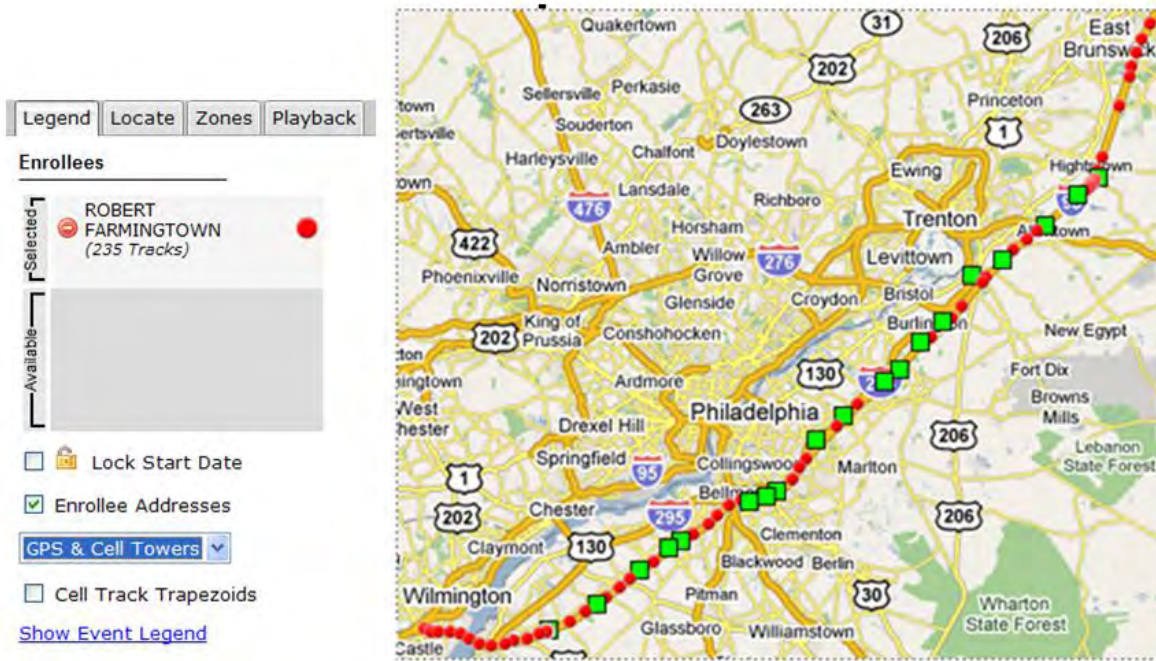 Legend Locate Zones Playback
Enrollees
Selected
ROBERT
FARMINGTOWN
(235 Tracks)
Available
Lock Start Date
Enrollee Addresses
GPS & Cell Towers
Cell Track Trapezoids
Show Event Legend
Quakertown
31
206
East
Brunswick
202
Perkasie
Sellersville
town
263
Princeton
Souderton
Doylestown
1
Harleysville
Chalfont
Hightstown
Ewing
476
Lansdale
Richboro
Trenton
Horsham
422
Ambler
Willow
Grove
276
Levittown
Phoenixville
Norristown
Croydon
Bristol
Glenside
King of
Prussia
202
Conshohocken
Burlington
New Egypt
130
Fort Dix
Ardmore
Browns
Mills
West
Philadelphia
Drexel Hill
206
Lebanon
State Forest
Springfield
95
Marlton
1
202
Chester
295
206
Claymont
130
Clementon
Blackwood
Berlin
Wilmington
Pitman
30
Wharton
State Forest
Glassboro
Williamstown
Castle